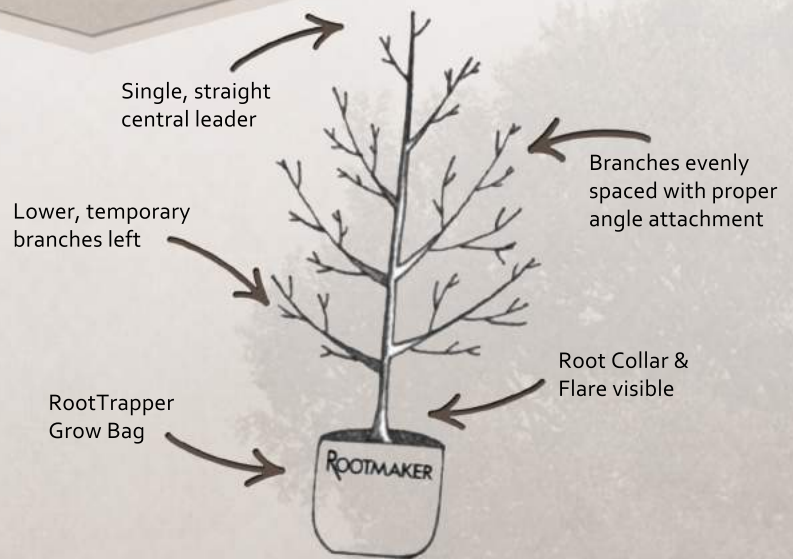 Single, straight
central leader
Branches evenly
spaced with proper
angle attachment
Lower, temporary
branches left
Root Collar &
Flare visible
RootTrapper
Grow Bag
ROOTMAKER